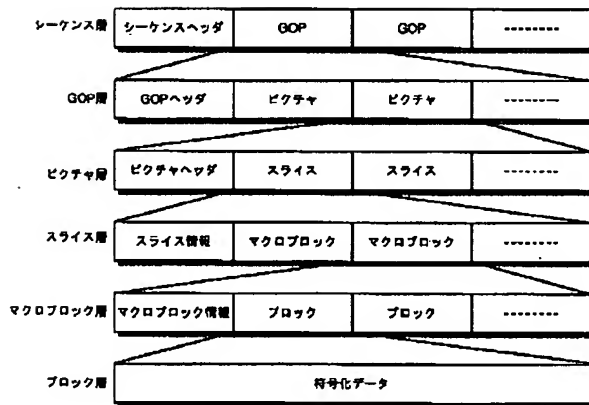 シーケンス層 シーケンスヘッダ GOP GOP --------
GOP層 GOPヘッダ ピクチャ ピクチャ --------
ピクチャ層 ピクチャヘッダ スライス スライス --------
スライス層 スライス情報 マクロブロック マクロブロック --------
マクロブロック層 マクロブロック情報 ブロック ブロック --------
ブロック層 符号化データ